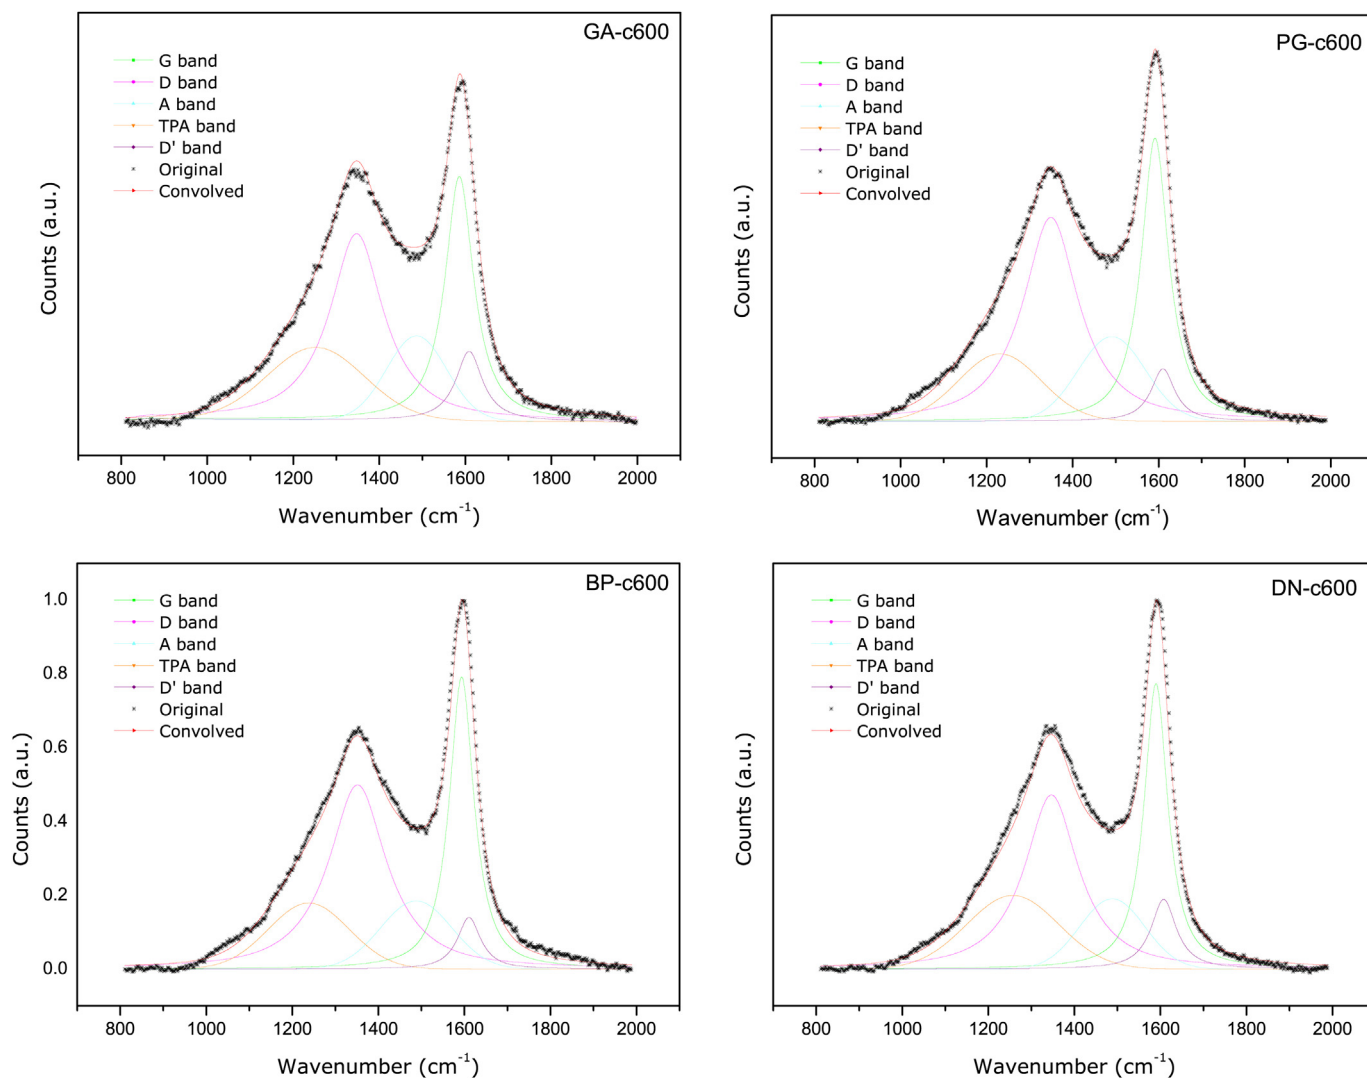 GA-c600
G band
D band
A band
TPA band
D' band
Original
Convolved
Counts (a.u.)
800 1000 1200 1400 1600 1800 2000
Wavenumber (cm⁻¹)
PG-c600
G band
D band
A band
TPA band
D' band
Original
Convolved
Counts (a.u.)
800 1000 1200 1400 1600 1800 2000
Wavenumber (cm⁻¹)
BP-c600
G band
D band
A band
TPA band
D' band
Original
Convolved
1.0
0.8
0.6
0.4
0.2
0.0
Counts (a.u.)
800 1000 1200 1400 1600 1800 2000
Wavenumber (cm⁻¹)
DN-c600
G band
D band
A band
TPA band
D' band
Original
Convolved
Counts (a.u.)
800 1000 1200 1400 1600 1800 2000
Wavenumber (cm⁻¹)